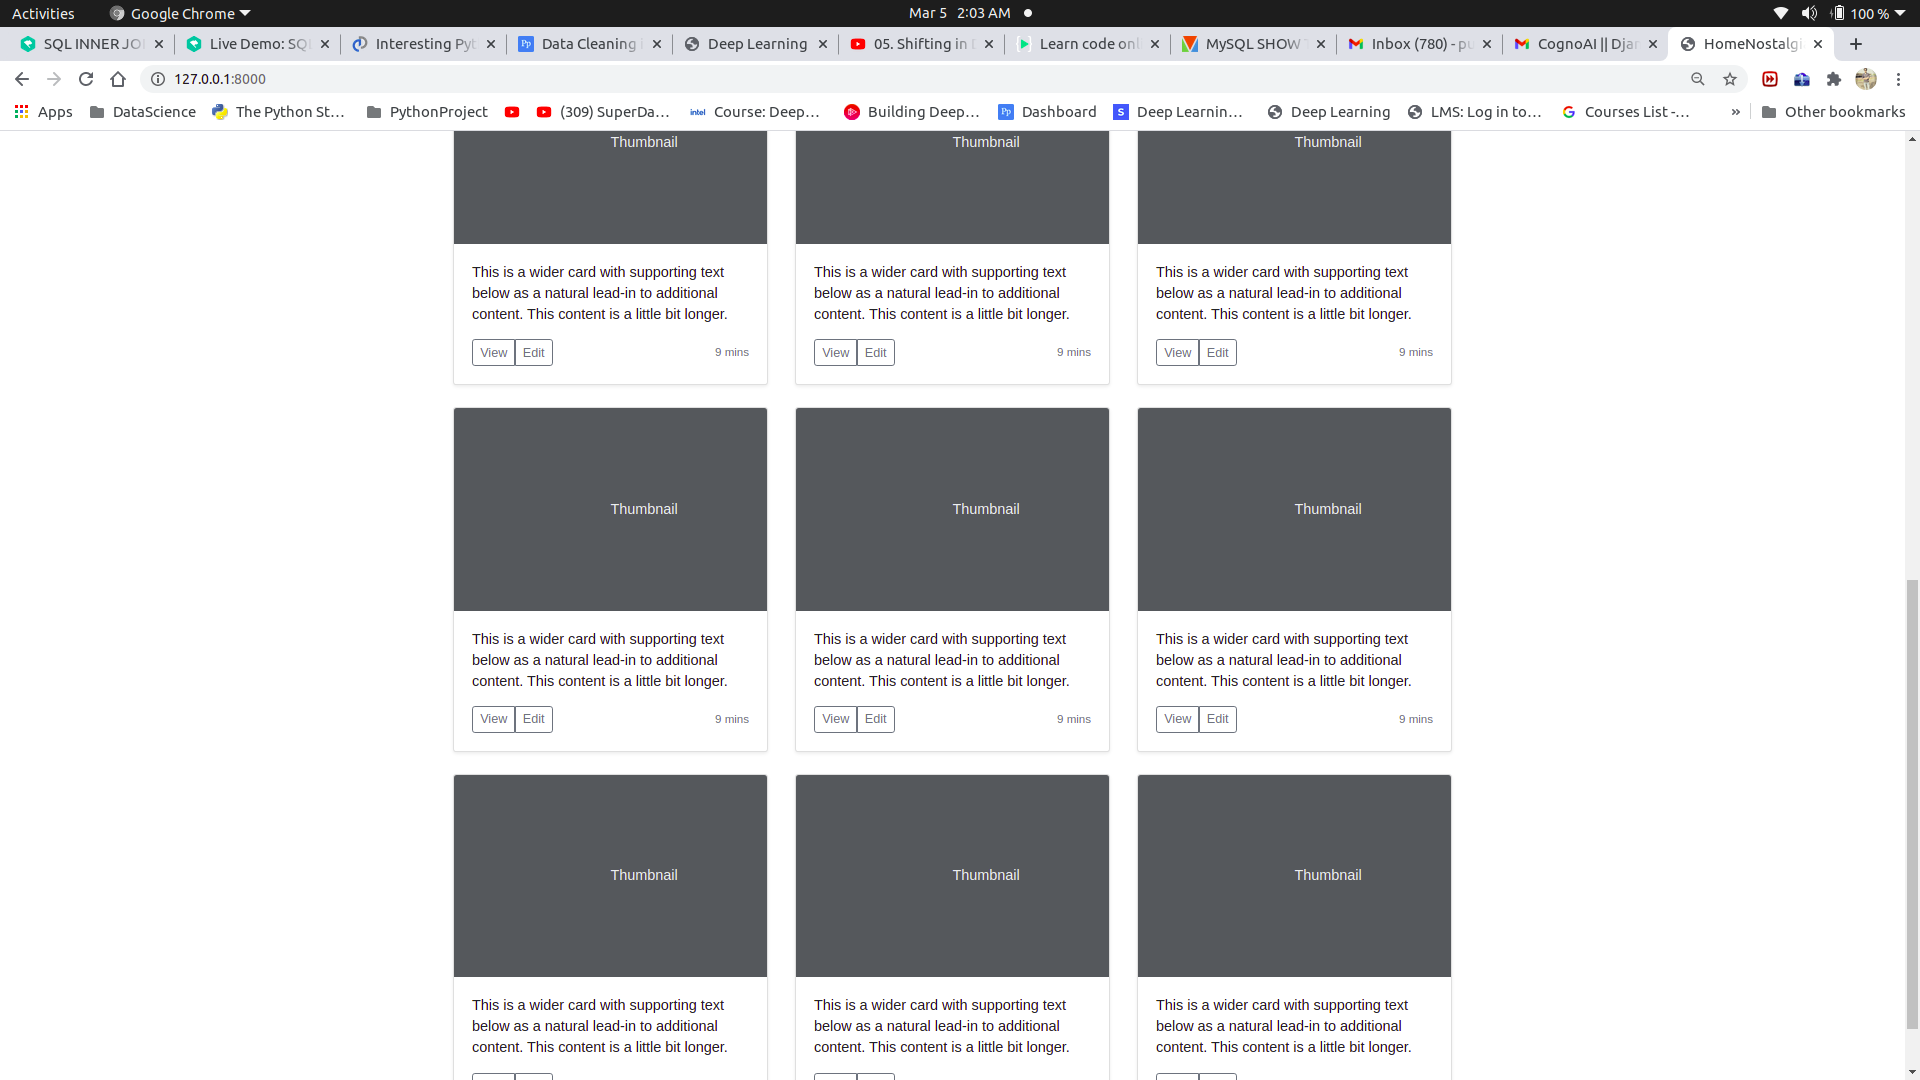 Activities Google Chrome Mar 5 2:03 AM 100 %
SQL INNER JO Live Demo: SQL Interesting Pyt Data Cleaning Deep Learning 05. Shifting in Learn code onl MySQL SHOW Inbox (780) - pu CognoAI || Djan HomeNostalgi
127.0.0.1:8000
Apps DataScience The Python St... PythonProject (309) SuperDa... intel Course: Deep... Building Deep... Pp Dashboard S Deep Learnin... Deep Learning LMS: Log in to... Courses List -... » Other bookmarks
Thumbnail Thumbnail Thumbnail
This is a wider card with supporting text This is a wider card with supporting text This is a wider card with supporting text
below as a natural lead-in to additional below as a natural lead-in to additional below as a natural lead-in to additional
content. This content is a little bit longer. content. This content is a little bit longer. content. This content is a little bit longer.
View Edit 9 mins View Edit 9 mins View Edit 9 mins
Thumbnail Thumbnail Thumbnail
This is a wider card with supporting text This is a wider card with supporting text This is a wider card with supporting text
below as a natural lead-in to additional below as a natural lead-in to additional below as a natural lead-in to additional
content. This content is a little bit longer. content. This content is a little bit longer. content. This content is a little bit longer.
View Edit 9 mins View Edit 9 mins View Edit 9 mins
Thumbnail Thumbnail Thumbnail
This is a wider card with supporting text This is a wider card with supporting text This is a wider card with supporting text
below as a natural lead-in to additional below as a natural lead-in to additional below as a natural lead-in to additional
content. This content is a little bit longer. content. This content is a little bit longer. content. This content is a little bit longer.